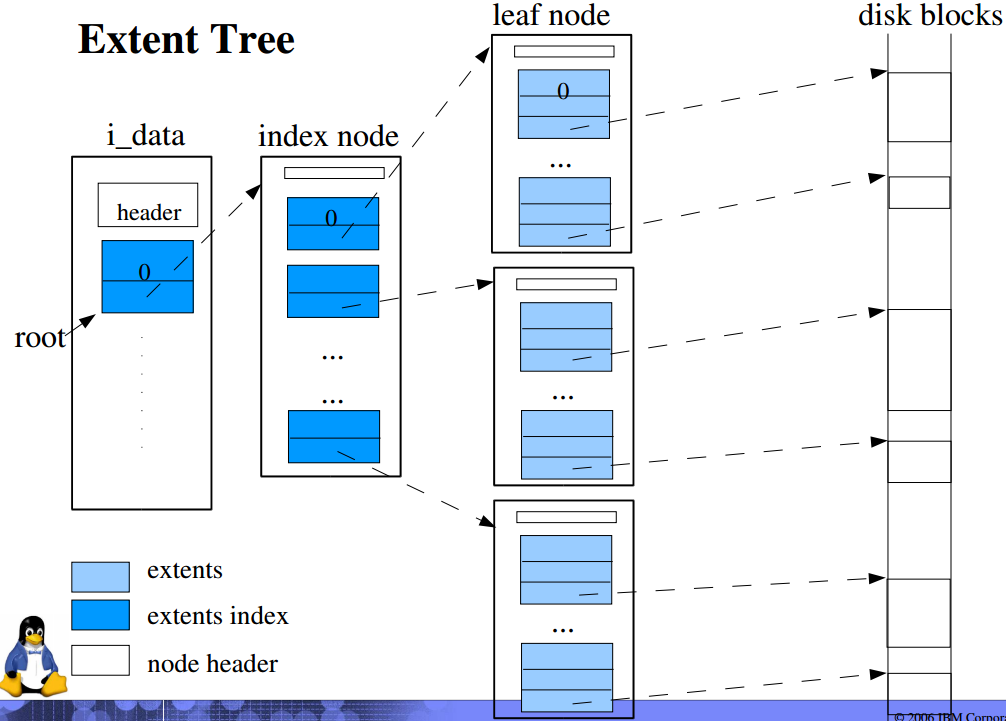 Extent Tree
leaf node
disk blocks
i_data
index node
header
0
root
0
...
...
0
...
...
...
extents
extents index
node header
© 2006 IBM Corpor